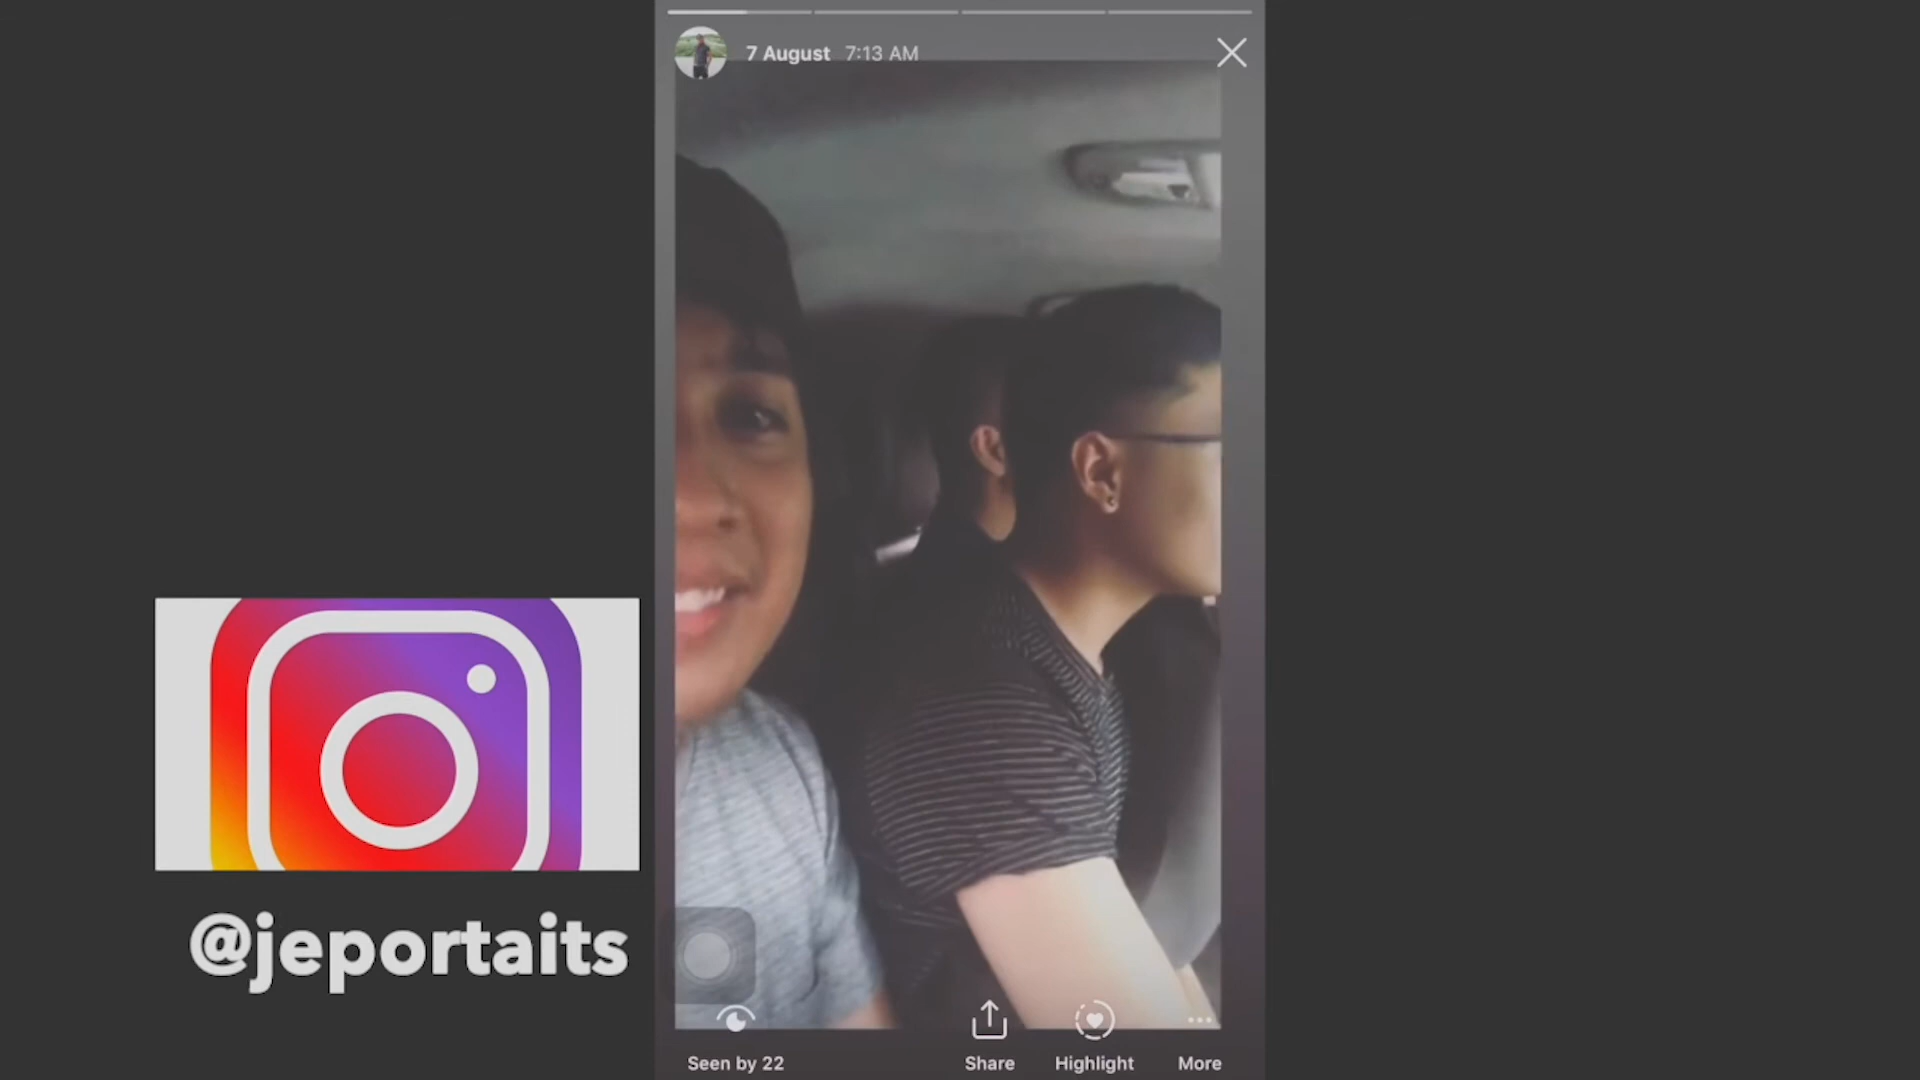 7 August 7:13 AM
@jeportaits
Seen by 22
Share
Highlight
More